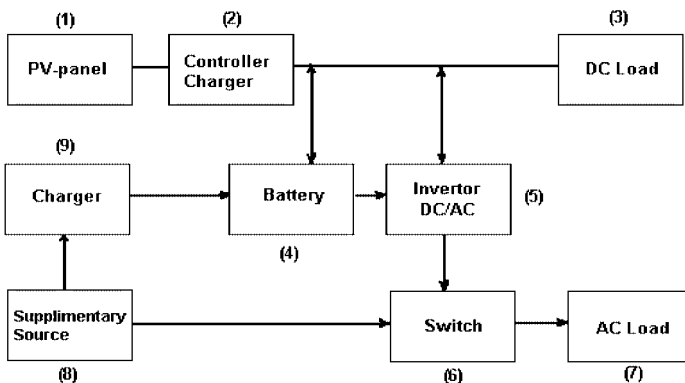 (1)
(2)
(3)
PV-panel
Controller
Charger
DC Load
(9)
Charger
Battery
Invertor
DC/AC
(5)
(4)
Supplimentary
Source
Switch
AC Load
(8)
(6)
(7)